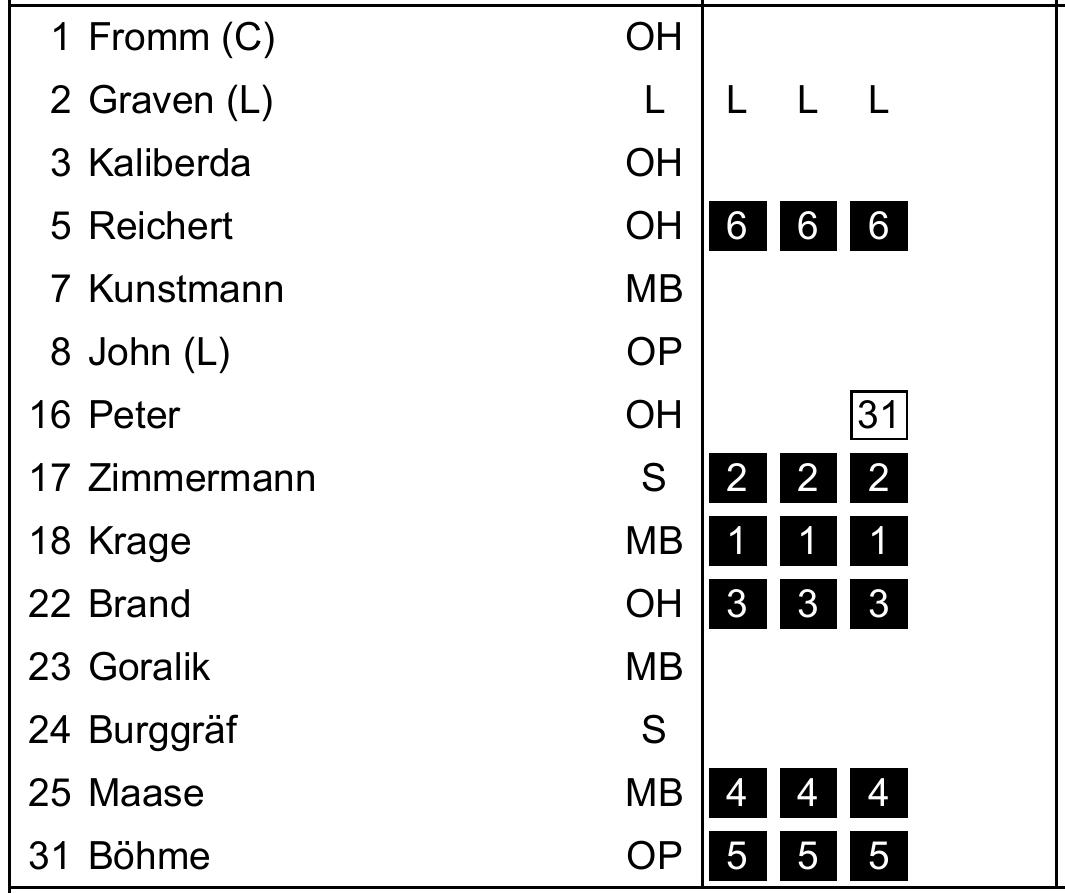 1 Fromm (C) OH
2 Graven (L) L L L L
3 Kaliberda OH
5 Reichert OH 6 6 6
7 Kunstmann MB
8 John (L) OP
16 Peter OH 31
17 Zimmermann S 2 2 2
18 Krage MB 1 1 1
22 Brand OH 3 3 3
23 Goralik MB
24 Burggräf S
25 Maase MB 4 4 4
31 Böhme OP 5 5 5